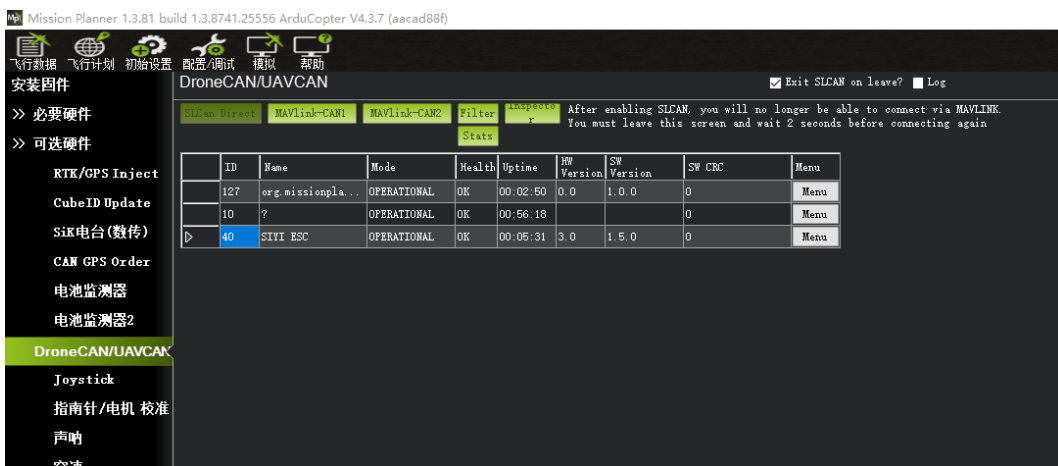 Mission Planner 1.3.81 build 1.3.8741.25556 ArduCopter V4.3.7 (aacad88f)
飞行数据 飞行计划 初始设置 配置/调试 模拟 帮助
安装固件
DroneCAN/UAVCAN
Exit SLCAN on leave? Log
>> 必要硬件
SLCan Direct MAVlink-CAN1 MAVlink-CAN2 Filter Inspecto
r
After enabling SLCAN, you will no longer be able to connect via MAVLINK.
You must leave this screen and wait 2 seconds before connecting again
Stats
>> 可选硬件
ID Name Mode Health Uptime HW Version SW Version SW CRC Menu
127 org.missionpla... OPERATIONAL OK 00:02:50 0.0 1.0.0 0 Menu
10 ? OPERATIONAL OK 00:56:18 0 Menu
40 SIYI ESC OPERATIONAL OK 00:05:31 3.0 1.5.0 0 Menu
RTK/GPS Inject
CubeID Update
SiK电台(数传)
CAN GPS Order
电池监测器
电池监测器2
DroneCAN/UAVCAN
Joystick
指南针/电机 校准
声呐
空速